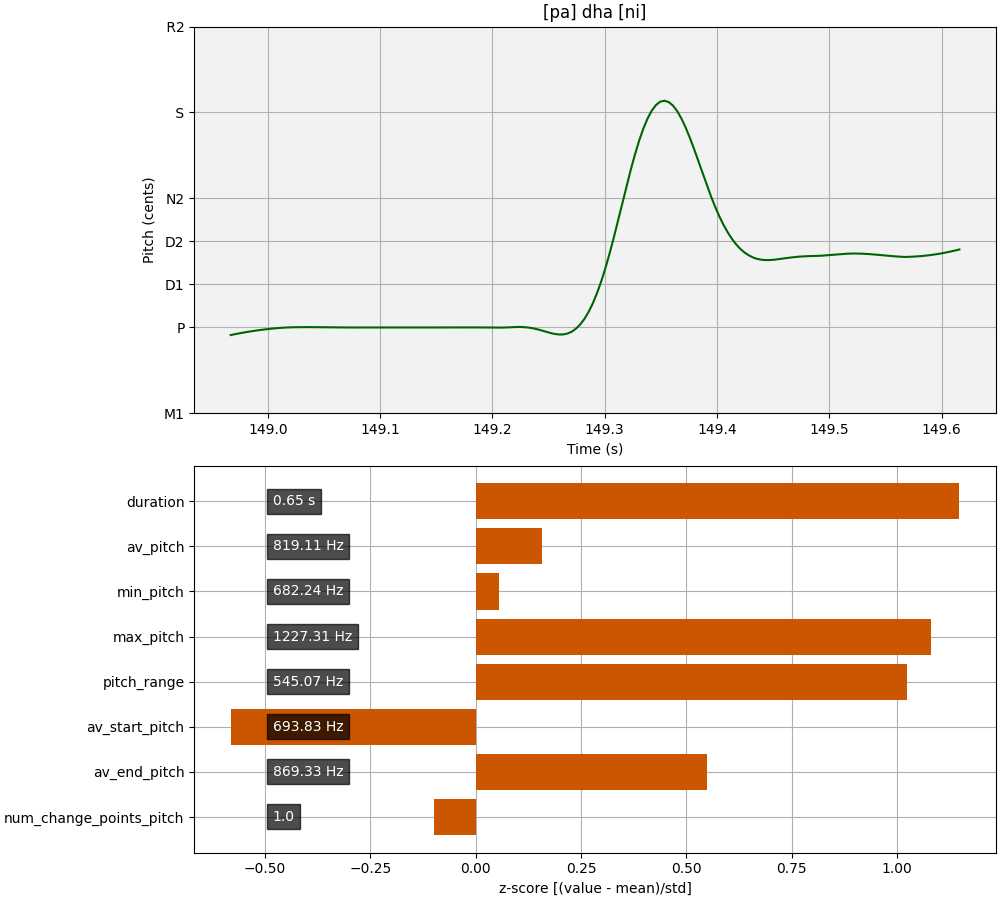 [pa] dha [ni]
R2
S
N2
D2
D1
P
M1
Pitch (cents)
149.0 149.1 149.2 149.3 149.4 149.5 149.6
Time (s)
duration 0.65 s
av_pitch 819.11 Hz
min_pitch 682.24 Hz
max_pitch 1227.31 Hz
pitch_range 545.07 Hz
av_start_pitch 693.83 Hz
av_end_pitch 869.33 Hz
num_change_points_pitch 1.0
−0.50 −0.25 0.00 0.25 0.50 0.75 1.00
z-score [(value - mean)/std]